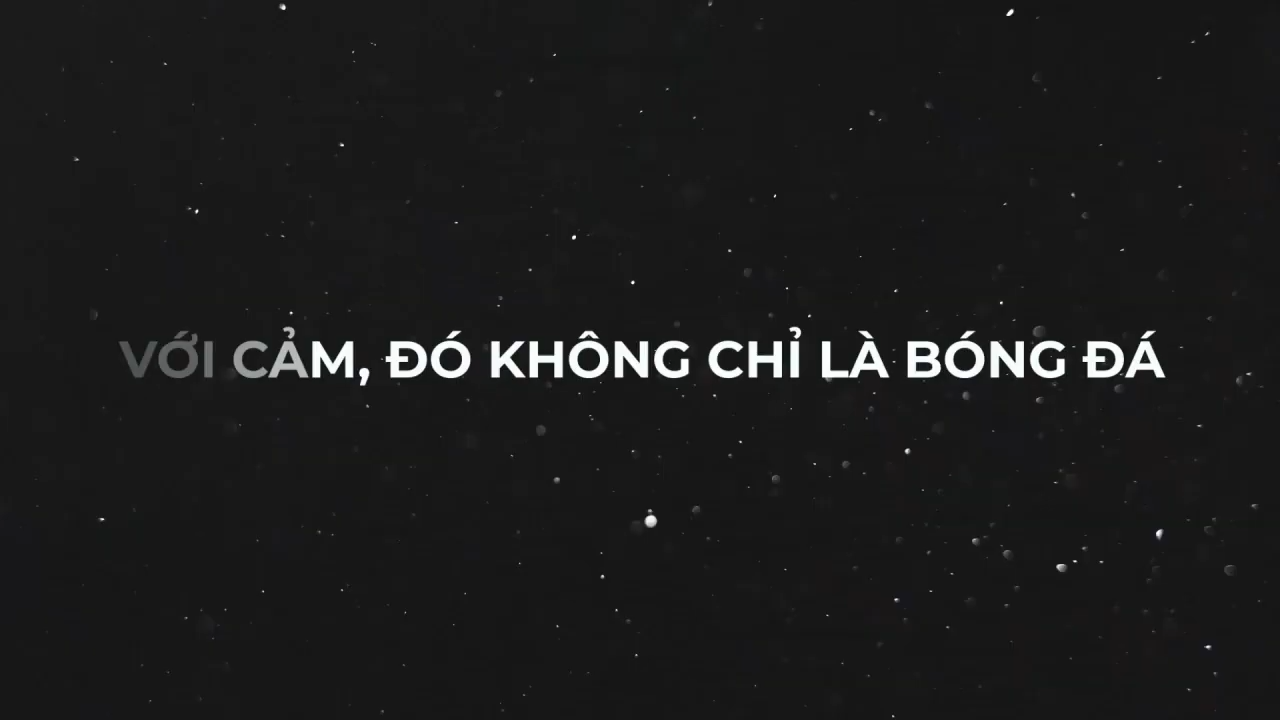 VỚI CẢM, ĐÓ KHÔNG CHỈ LÀ BÓNG ĐÁ